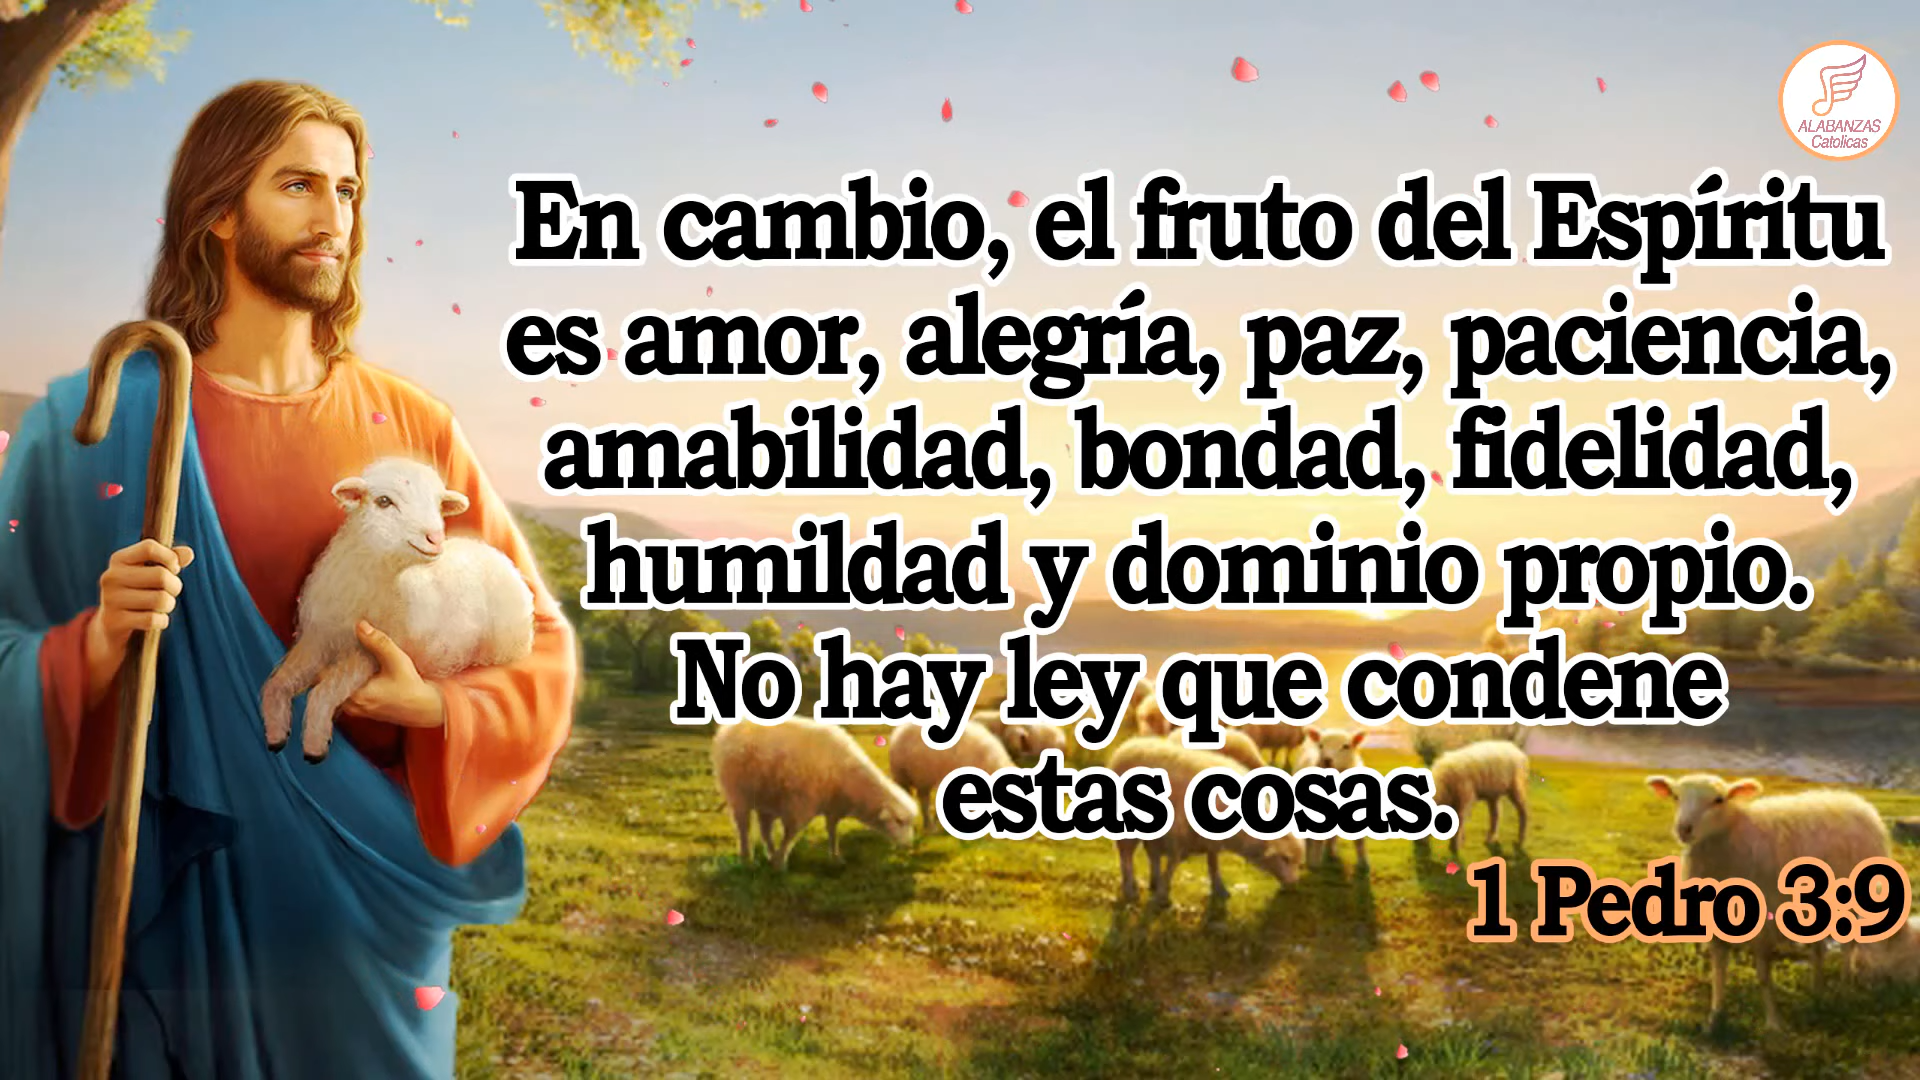 ALABANZAS
Catolicas
En cambio, el fruto del Espíritu
es amor, alegría, paz, paciencia,
amabilidad, bondad, fidelidad,
humildad y dominio propio.
No hay ley que condene
estas cosas.
1 Pedro 3:9